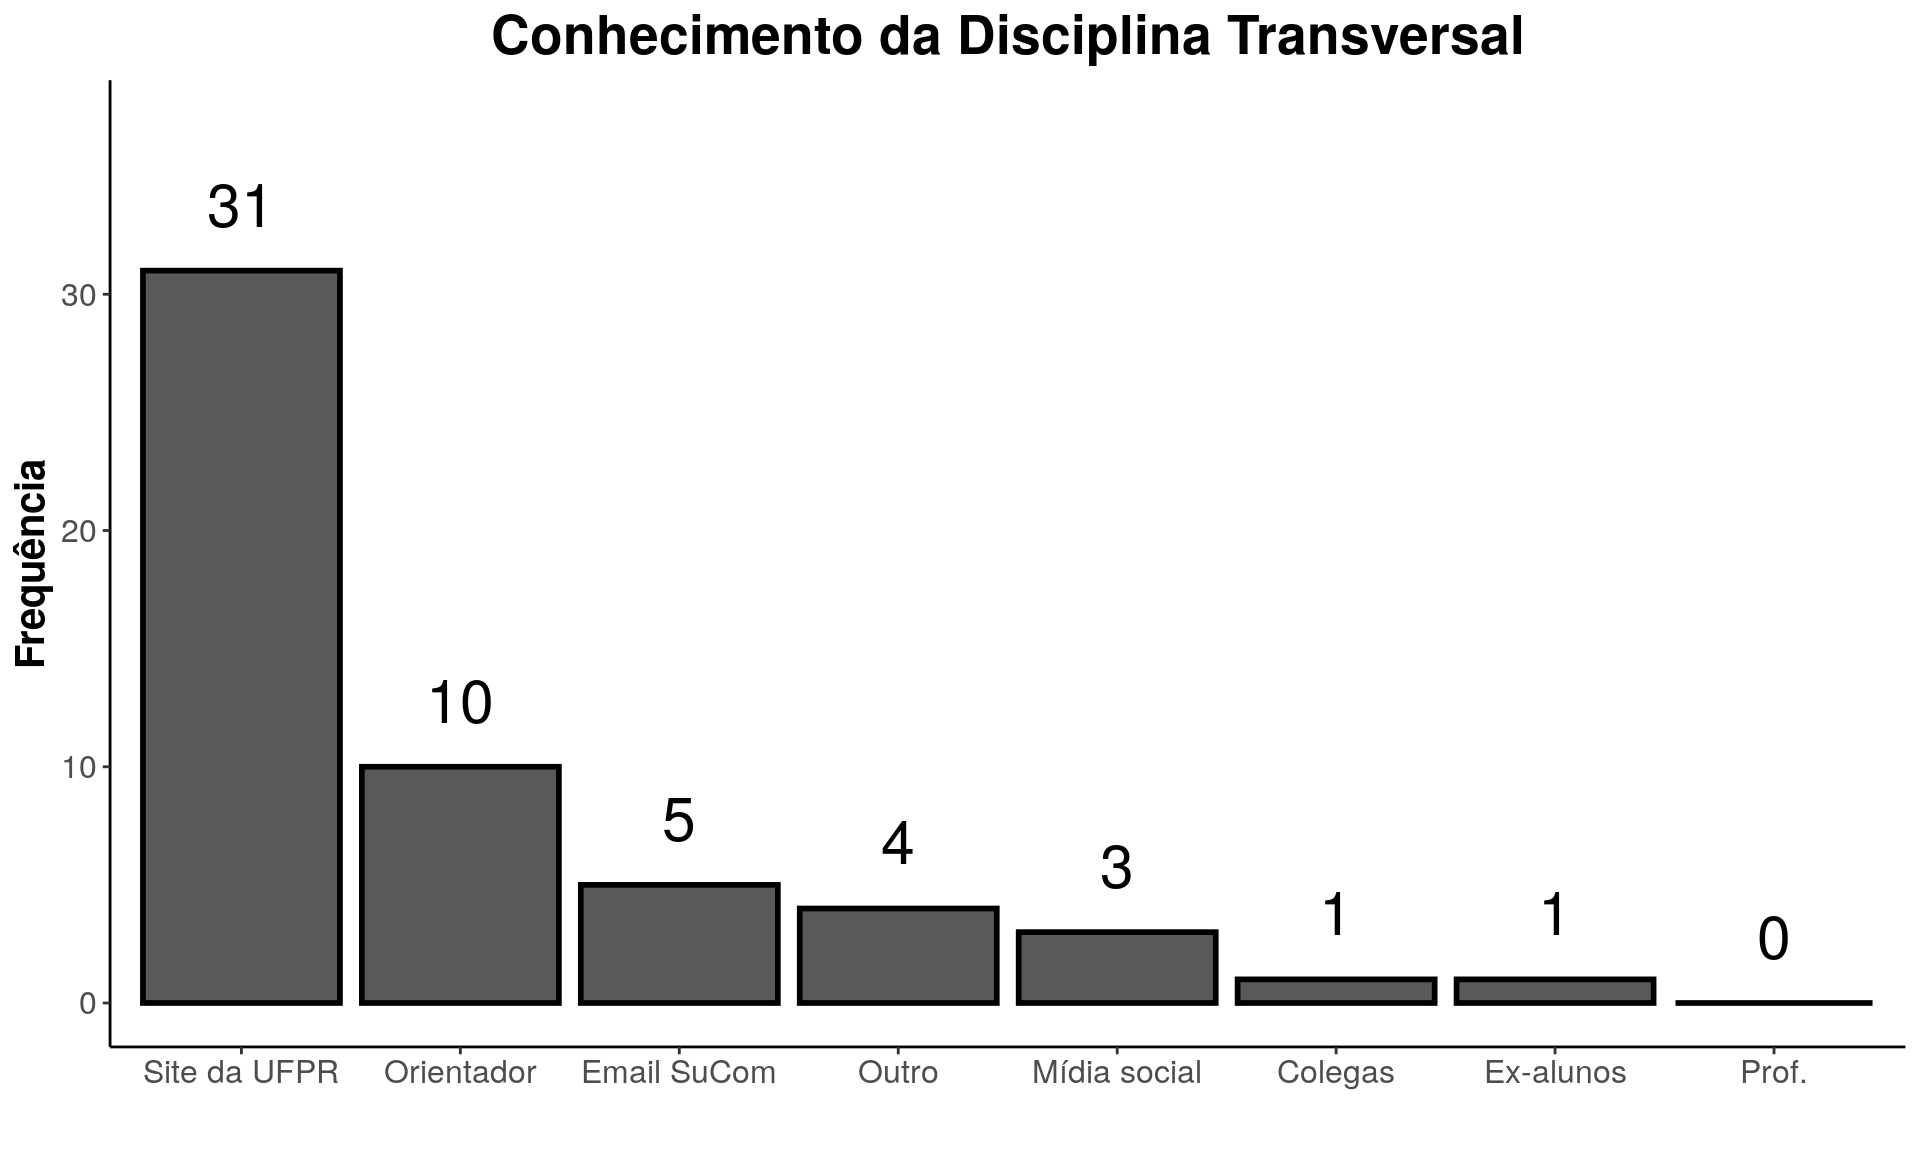 Conhecimento da Disciplina Transversal
Frequência
30
20
10
0
31
10
5
4
3
1
1
0
Site da UFPR
Orientador
Email SuCom
Outro
Mídia social
Colegas
Ex-alunos
Prof.